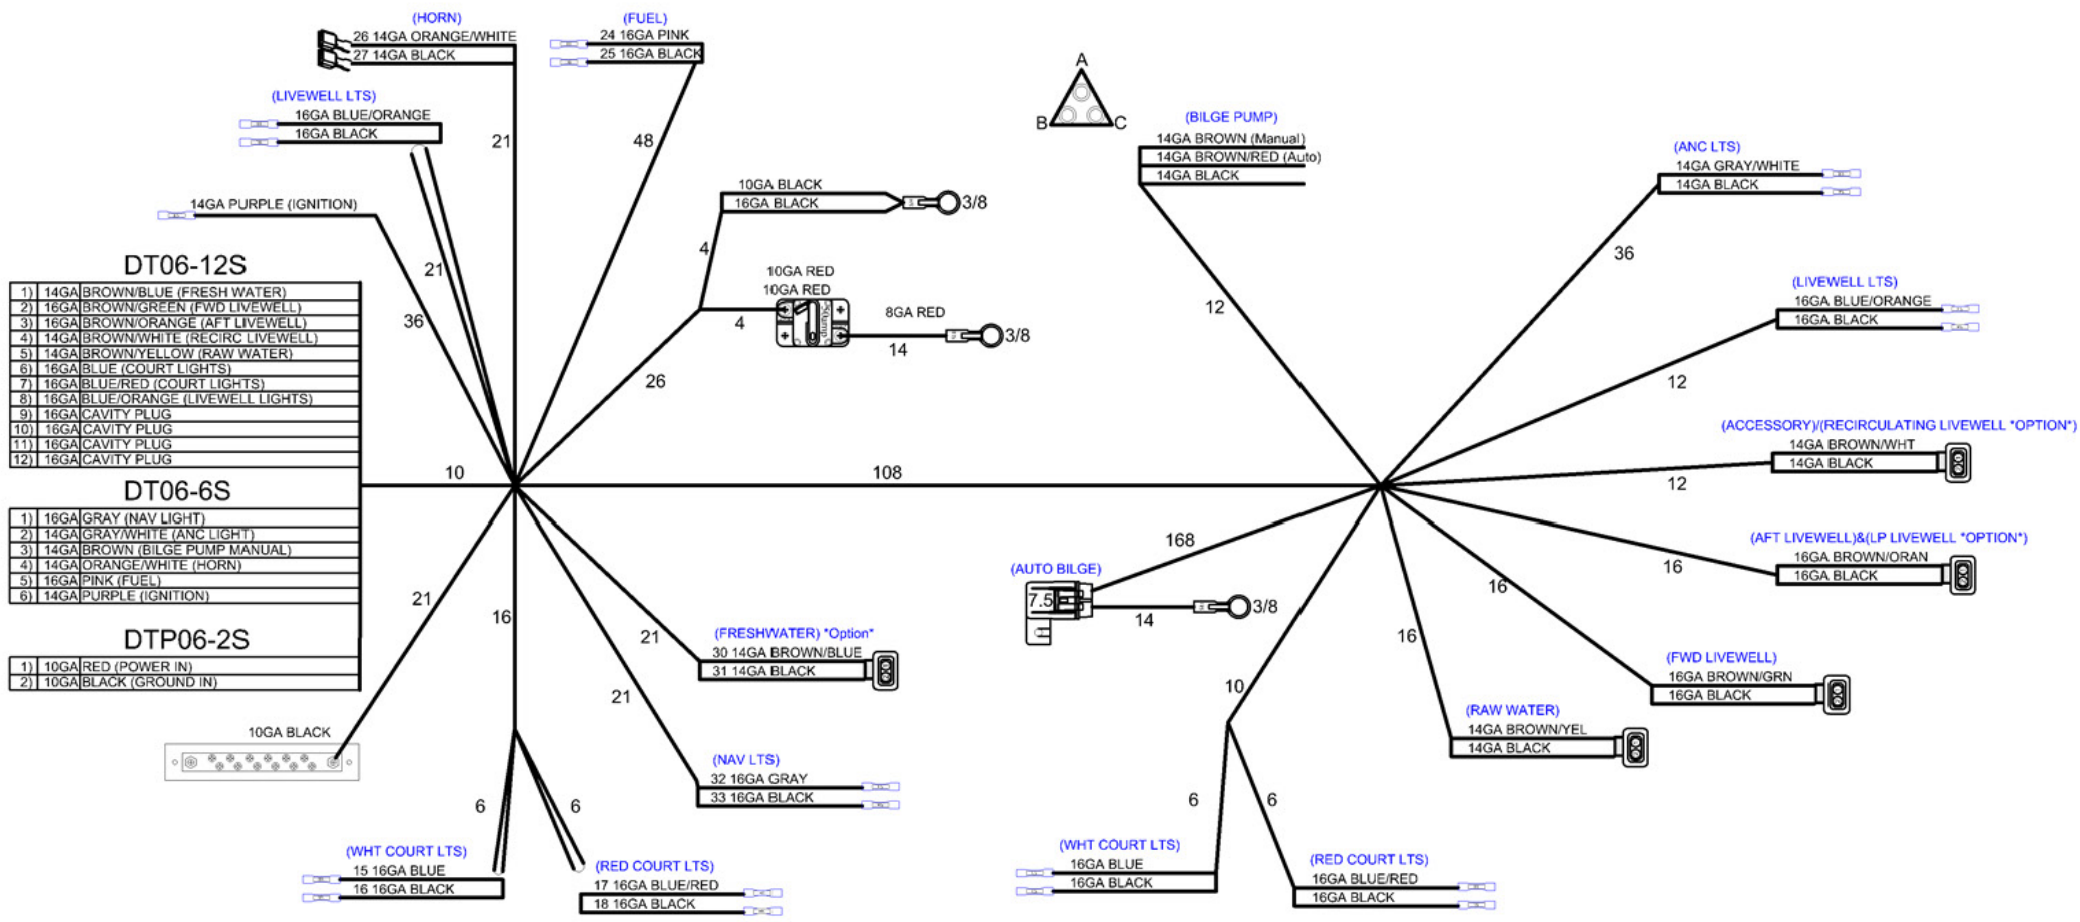 (HORN)
26 14GA ORANGE/WHITE
27 14GA BLACK
(FUEL)
24 16GA PINK
25 16GA BLACK
(LIVEWELL LTS)
16GA BLUE/ORANGE
16GA BLACK
21
48
14GA PURPLE (IGNITION)
21
36
10GA BLACK
16GA BLACK
3/8
4
10GA RED
10GA RED
4
8GA RED
14
3/8
26
A
B
C
(BILGE PUMP)
14GA BROWN (Manual)
14GA BROWN/RED (Auto)
14GA BLACK
12
(ANC LTS)
14GA GRAY/WHITE
14GA BLACK
36
(LIVEWELL LTS)
16GA BLUE/ORANGE
16GA BLACK
12
(ACCESSORY)/(RECIRCULATING LIVEWELL *OPTION*)
14GA BROWN/WHT
14GA BLACK
12
(AFT LIVEWELL)&(LP LIVEWELL *OPTION*)
16GA BROWN/ORAN
16GA BLACK
16
(FWD LIVEWELL)
16GA BROWN/GRN
16GA BLACK
16
(RAW WATER)
14GA BROWN/YEL
14GA BLACK
16
DT06-12S
1) 14GA BROWN/BLUE (FRESH WATER)
2) 16GA BROWN/GREEN (FWD LIVEWELL)
3) 16GA BROWN/ORANGE (AFT LIVEWELL)
4) 14GA BROWN/WHITE (RECIRC LIVEWELL)
5) 14GA BROWN/YELLOW (RAW WATER)
6) 16GA BLUE (COURT LIGHTS)
7) 16GA BLUE/RED (COURT LIGHTS)
8) 16GA BLUE/ORANGE (LIVEWELL LIGHTS)
9) 16GA CAVITY PLUG
10) 16GA CAVITY PLUG
11) 16GA CAVITY PLUG
12) 16GA CAVITY PLUG
10
108
DT06-6S
1) 16GA GRAY (NAV LIGHT)
2) 14GA GRAY/WHITE (ANC LIGHT)
3) 14GA BROWN (BILGE PUMP MANUAL)
4) 14GA ORANGE/WHITE (HORN)
5) 16GA PINK (FUEL)
6) 14GA PURPLE (IGNITION)
DTP06-2S
1) 10GA RED (POWER IN)
2) 10GA BLACK (GROUND IN)
10GA BLACK
21
16
6
6
(WHT COURT LTS)
15 16GA BLUE
16 16GA BLACK
(RED COURT LTS)
17 16GA BLUE/RED
18 16GA BLACK
21
(FRESHWATER) *Option*
30 14GA BROWN/BLUE
31 14GA BLACK
21
(NAV LTS)
32 16GA GRAY
33 16GA BLACK
168
(AUTO BILGE)
7.5
14
3/8
10
6
6
(WHT COURT LTS)
16GA BLUE
16GA BLACK
(RED COURT LTS)
16GA BLUE/RED
16GA BLACK